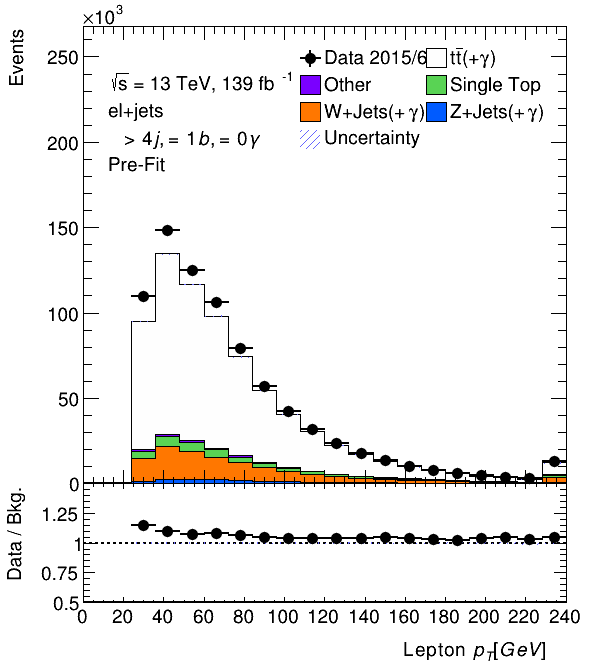 ×10³
Events
250
200
150
100
50
0
√s = 13 TeV, 139 fb⁻¹
el+jets
> 4j, = 1b, = 0γ
Pre-Fit
Data 2015/6
tt̄(+γ)
Other
Single Top
W+Jets(+γ)
Z+Jets(+γ)
Uncertainty
Data / Bkg.
1.25
1
0.75
0.5
0 20 40 60 80 100 120 140 160 180 200 220 240
Lepton p_T[GeV]